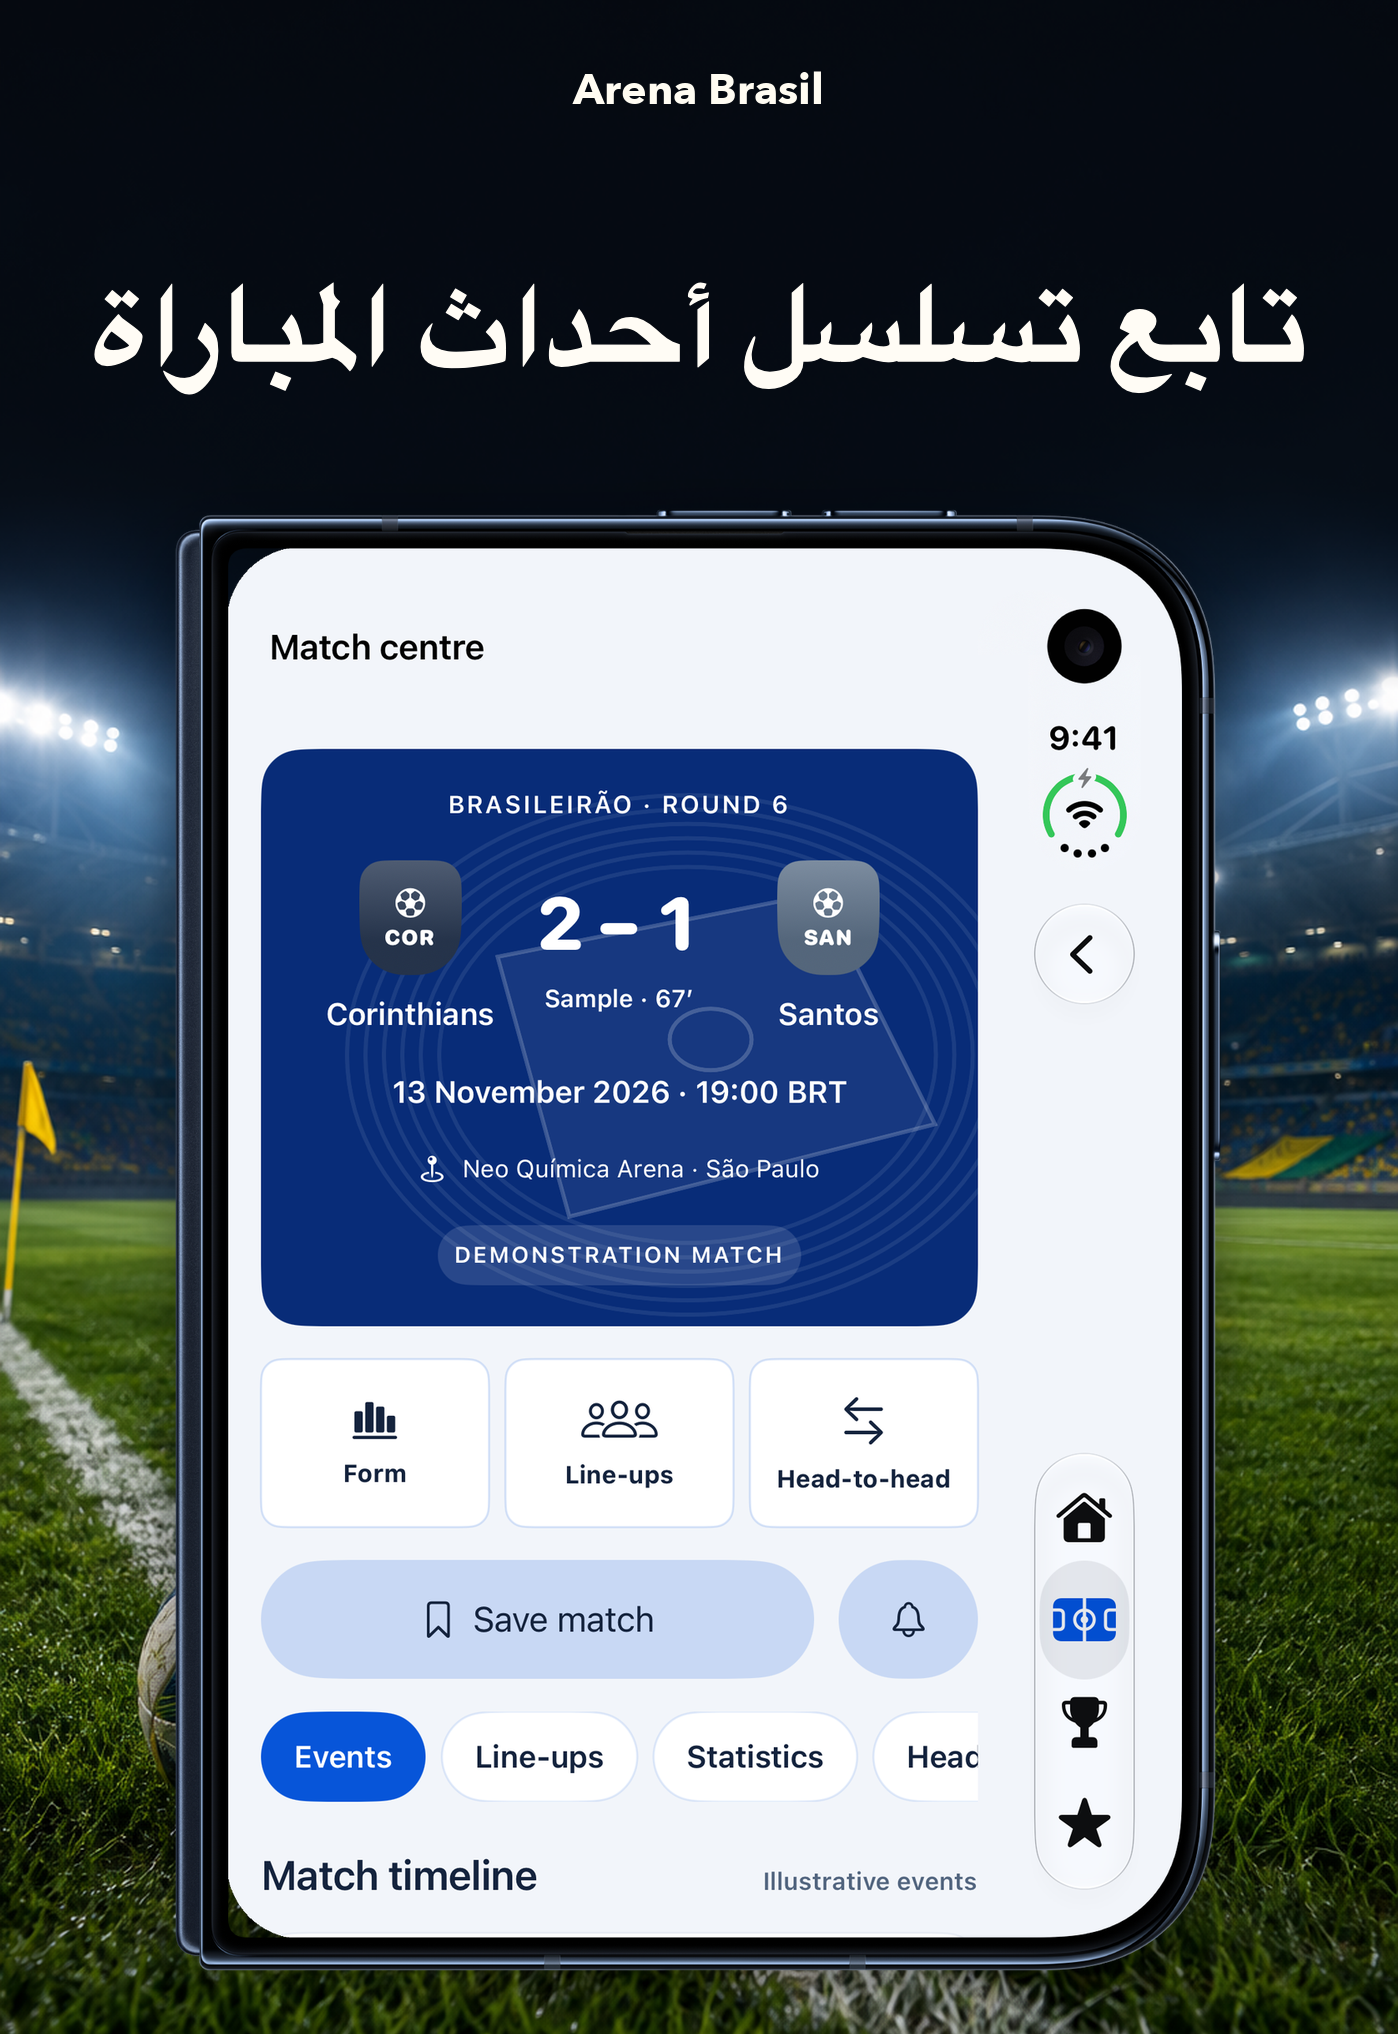 Arena Brasil
تابع تسلسل أحداث المباراة
Match centre
9:41
BRASILEIRÃO · ROUND 6
COR
2 – 1
SAN
Corinthians
Sample · 67′
Santos
13 November 2026 · 19:00 BRT
Neo Química Arena · São Paulo
DEMONSTRATION MATCH
Form
Line-ups
Head-to-head
Save match
Events
Line-ups
Statistics
Head
Match timeline
Illustrative events